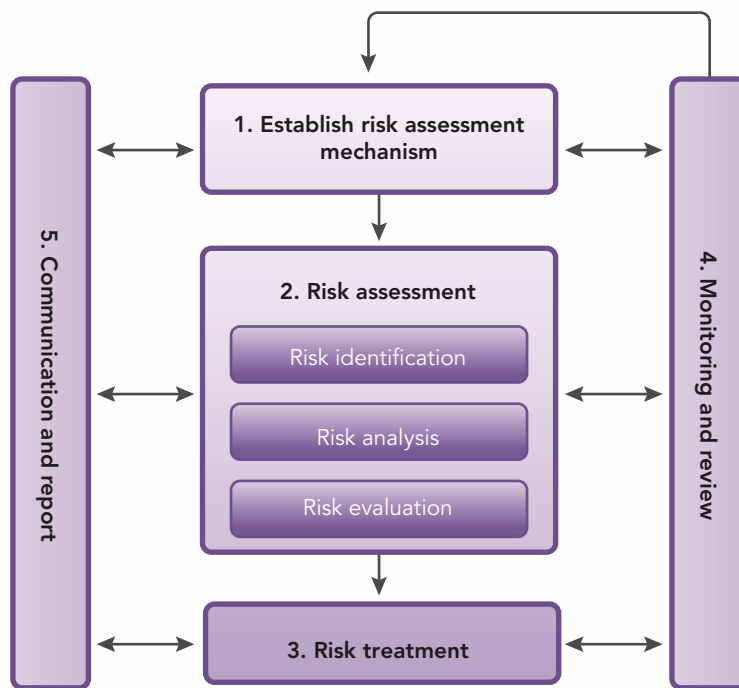 1. Establish risk assessment
mechanism
2. Risk assessment
Risk identification
Risk analysis
Risk evaluation
3. Risk treatment
4. Monitoring and review
5. Communication and report